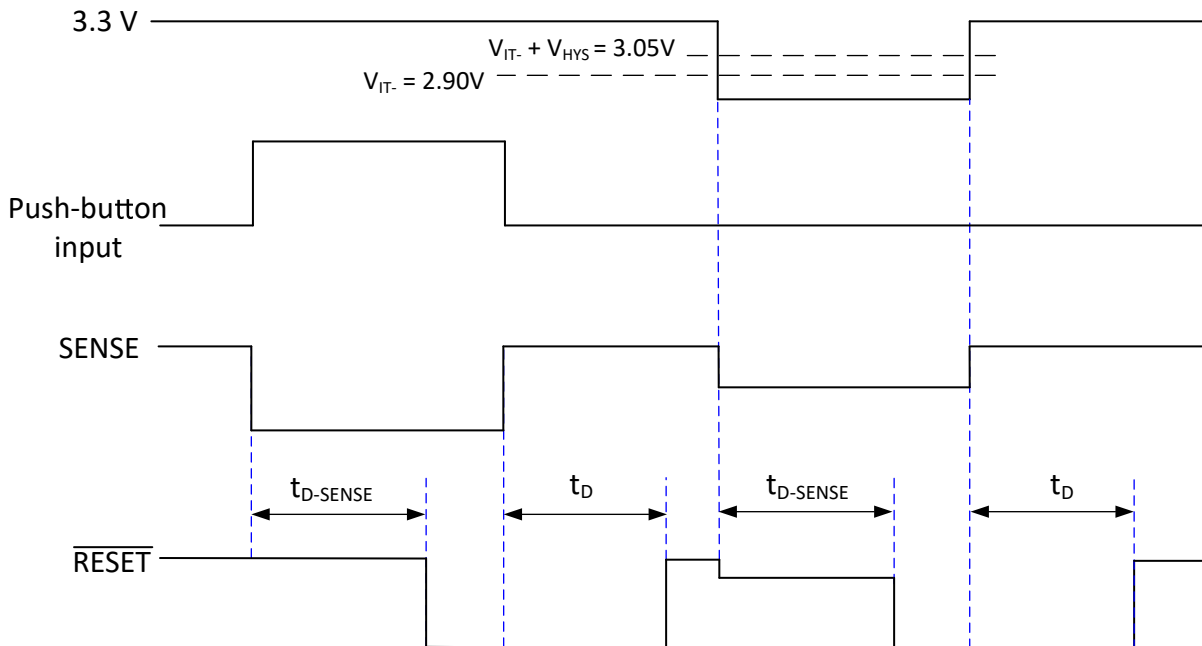 3.3 V
V_IT- + V_HYS = 3.05V
V_IT- = 2.90V
Push-button
input
SENSE
t_D-SENSE
t_D
t_D-SENSE
t_D
R̅E̅S̅E̅T̅